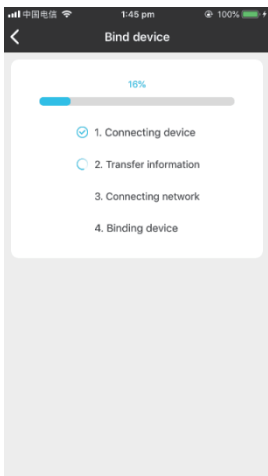 中国电信 1:45 pm 100%
Bind device
16%
1. Connecting device
2. Transfer information
3. Connecting network
4. Binding device